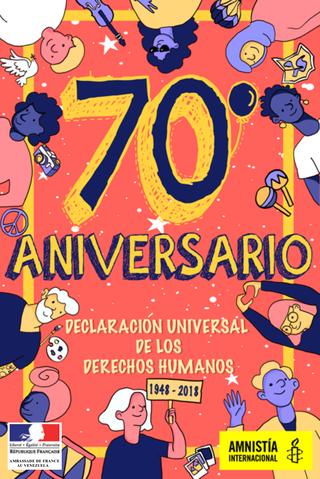 70°
ANIVERSARIO
DECLARACIÓN UNIVERSAL
DE LOS
DERECHOS HUMANOS
1948 - 2018
Liberté • Égalité • Fraternité
RÉPUBLIQUE FRANÇAISE
AMBASSADE DE FRANCE
AU VENEZUELA
AMNISTÍA
INTERNACIONAL